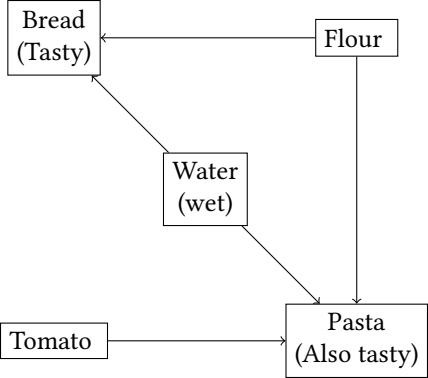 Bread
(Tasty)
Flour
Water
(wet)
Tomato
Pasta
(Also tasty)